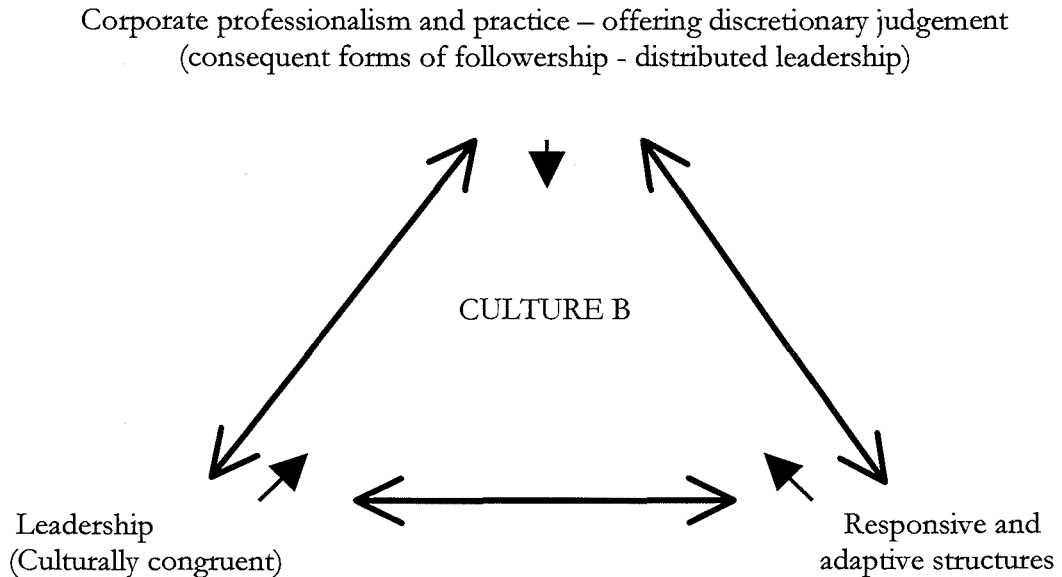 Corporate professionalism and practice – offering discretionary judgement
(consequent forms of followership - distributed leadership)
CULTURE B
Leadership
(Culturally congruent)
Responsive and
adaptive structures